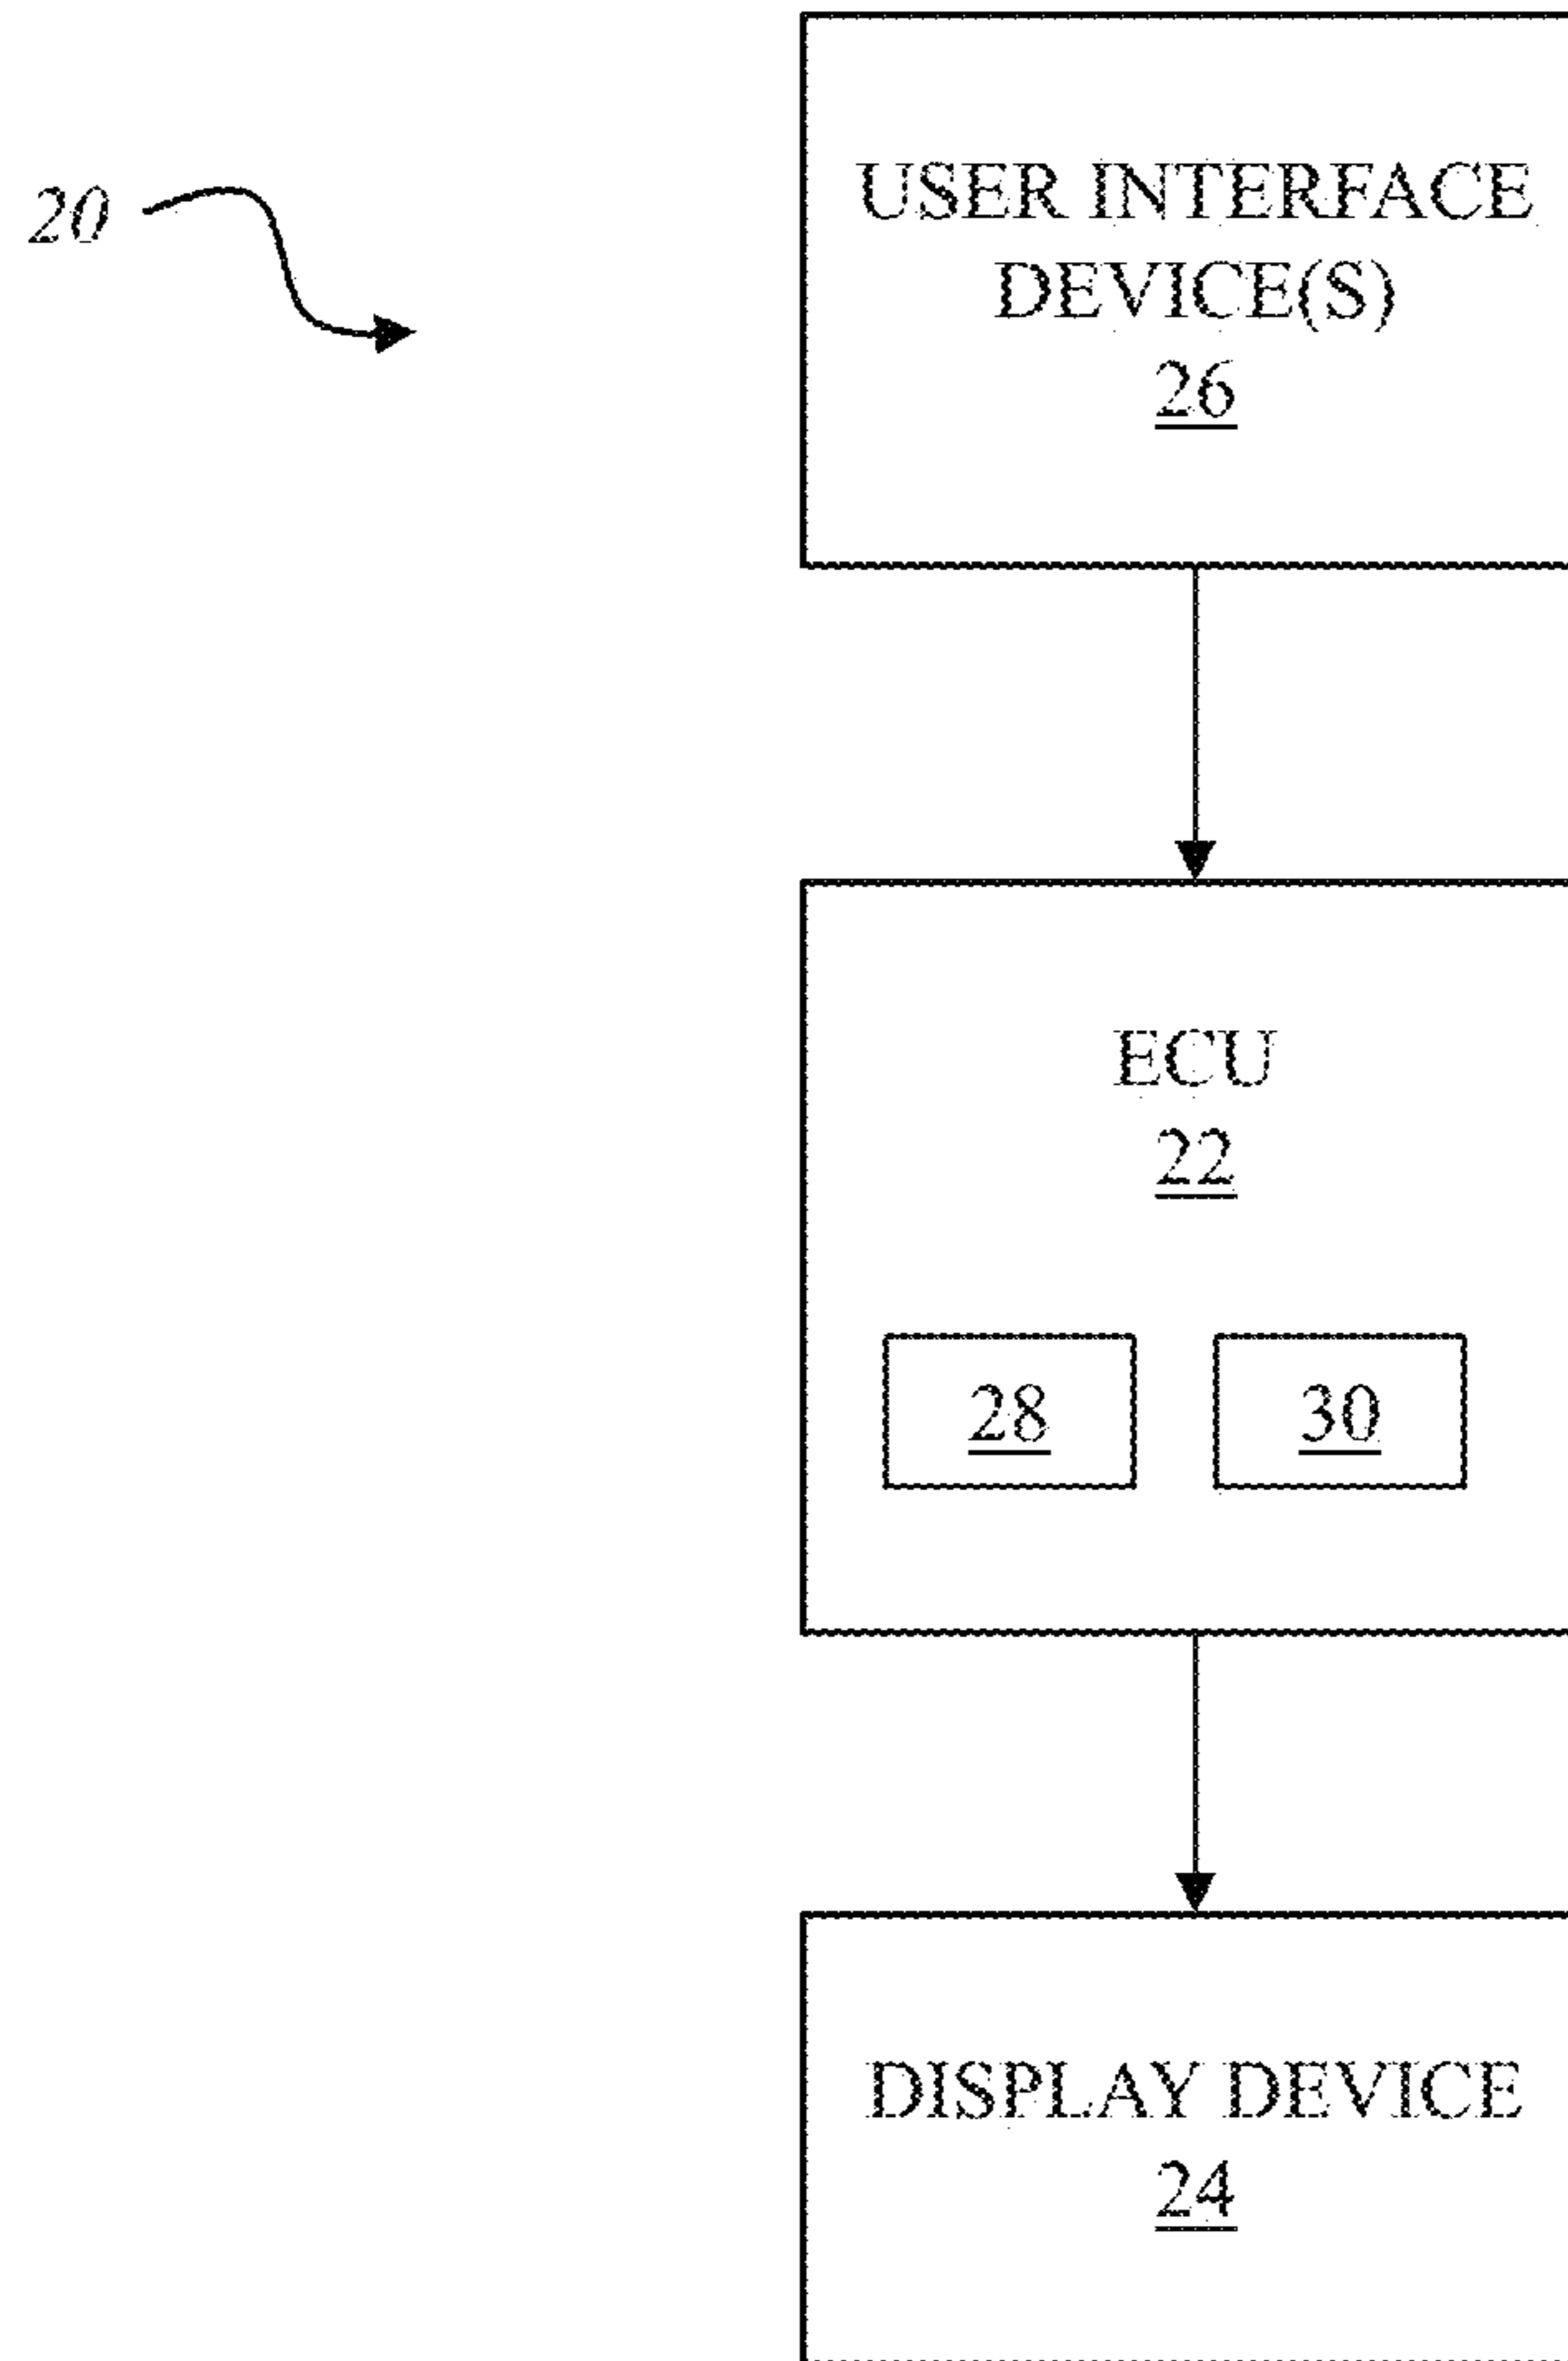 20
USER INTERFACE
DEVICE(S)
26
ECU
22
28 30
DISPLAY DEVICE
24